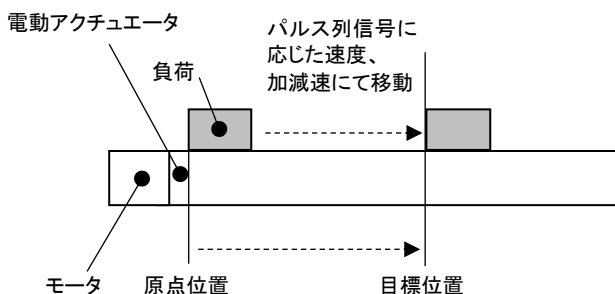 電動アクチュエータ
負荷
パルス列信号に
応じた速度、
加減速にて移動
モータ
原点位置
目標位置